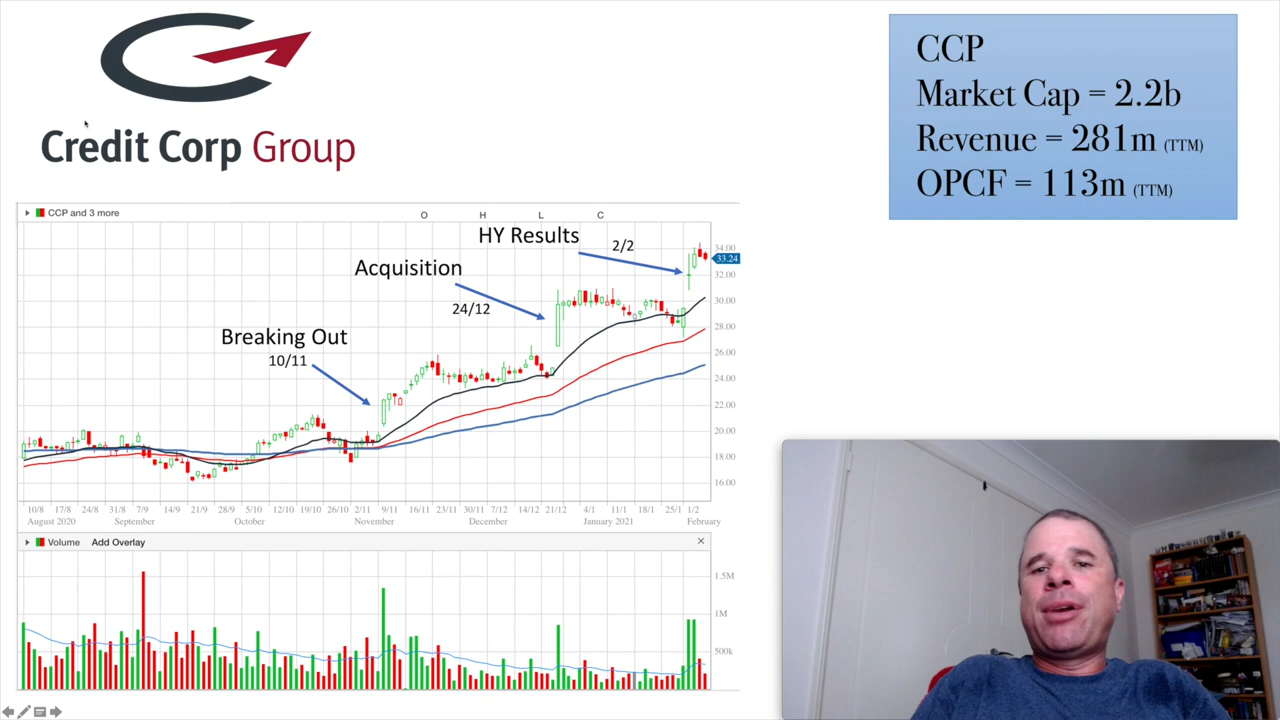 Credit Corp Group
CCP
Market Cap = 2.2b
Revenue = 281m (TTM)
OPCF = 113m (TTM)
CCP and 3 more
O H L C
HY Results
2/2
Acquisition
24/12
Breaking Out
10/11
34.00
33.24
32.00
30.00
28.00
26.00
24.00
22.00
20.00
18.00
16.00
10/8 17/8 24/8 31/8 7/9 14/9 21/9 28/9 5/10 12/10 19/10 26/10 2/11 9/11 16/11 23/11 30/11 7/12 14/12 21/12 4/1 11/1 18/1 25/1 1/2
August 2020 September October November December January 2021 February
Volume Add Overlay
1.5M
1M
500k